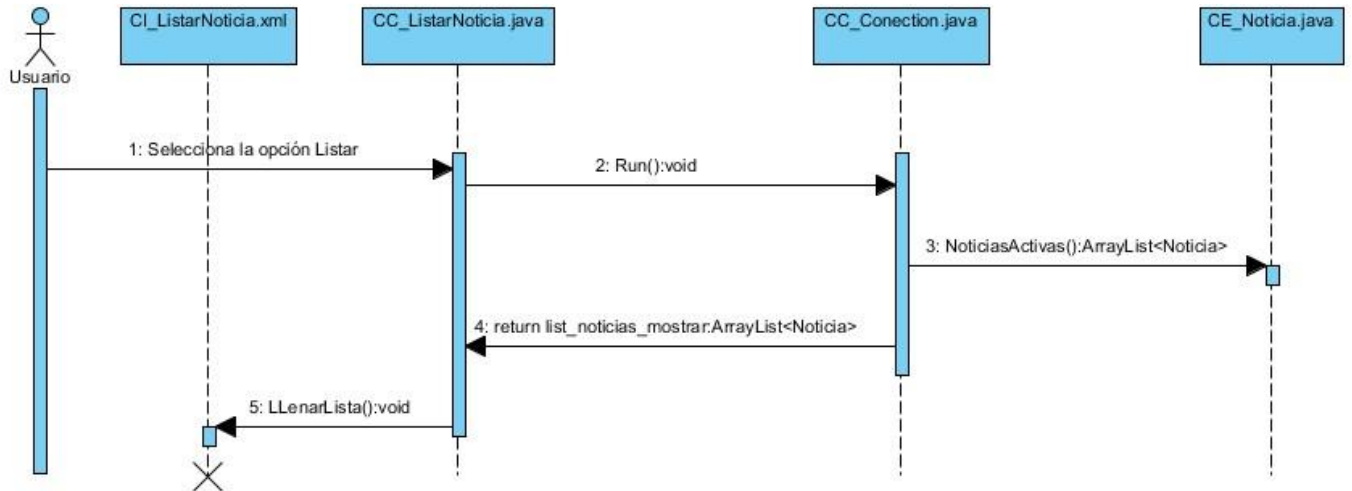 CI_ListarNoticia.xml
CC_ListarNoticia.java
CC_Conection.java
CE_Noticia.java
Usuario
1: Selecciona la opción Listar
2: Run():void
3: NoticiasActivas():ArrayList<Noticia>
4: return list_noticias_mostrar:ArrayList<Noticia>
5: LLenarLista():void